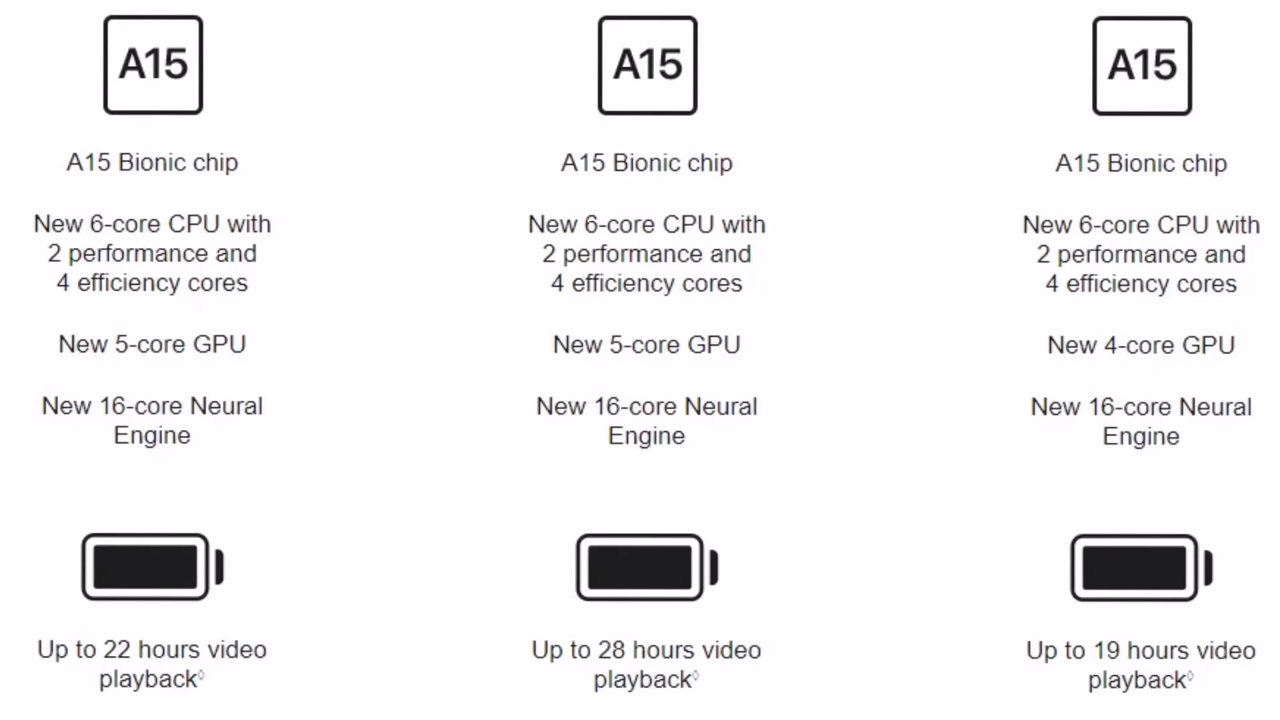 A15
A15 Bionic chip
New 6-core CPU with
2 performance and
4 efficiency cores
New 5-core GPU
New 16-core Neural
Engine
Up to 22 hours video
playback◊
A15
A15 Bionic chip
New 6-core CPU with
2 performance and
4 efficiency cores
New 5-core GPU
New 16-core Neural
Engine
Up to 28 hours video
playback◊
A15
A15 Bionic chip
New 6-core CPU with
2 performance and
4 efficiency cores
New 4-core GPU
New 16-core Neural
Engine
Up to 19 hours video
playback◊